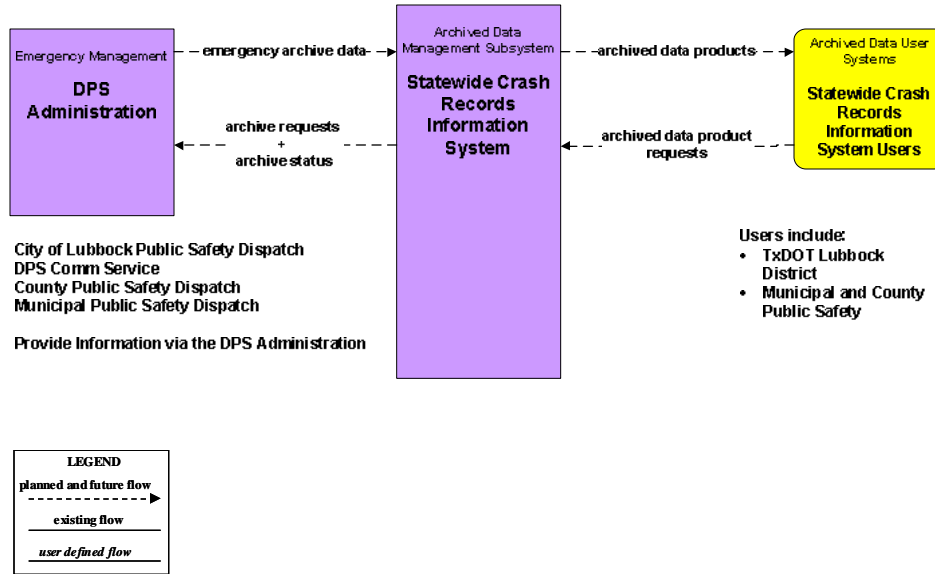 Emergency Management
DPS
Administration
emergency archive data
archive requests
+
archive status
Archived Data
Management Subsystem
Statewide Crash
Records
Information
System
archived data products
archived data product
requests
Archived Data User
Systems
Statewide Crash
Records
Information
System Users
City of Lubbock Public Safety Dispatch
DPS Comm Service
County Public Safety Dispatch
Municipal Public Safety Dispatch
Provide Information via the DPS Administration
Users include:
• TxDOT Lubbock
District
• Municipal and County
Public Safety
LEGEND
planned and future flow
existing flow
user defined flow